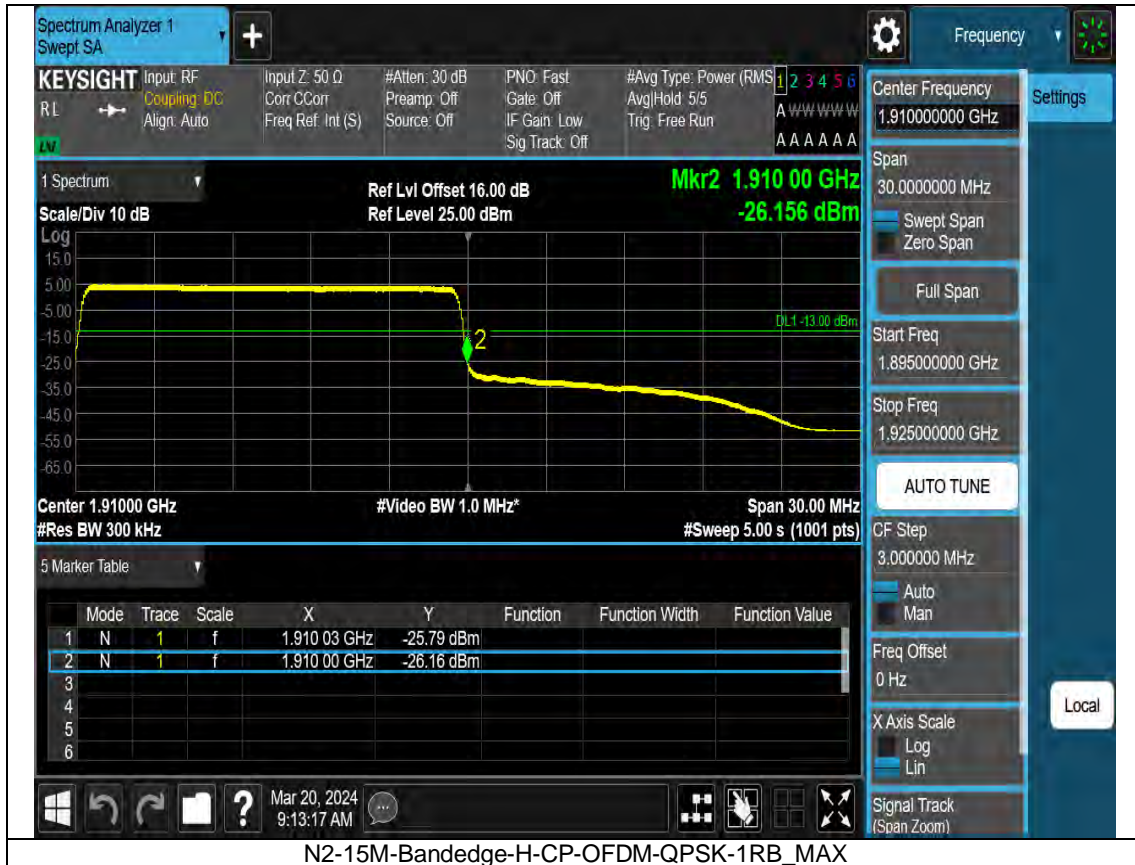 Spectrum Analyzer 1
Swept SA
Frequency
KEYSIGHT
RL
LXI
Input: RF
Coupling: DC
Align: Auto
Input Z: 50 Ω
Corr CCorr
Freq Ref: Int (S)
#Atten: 30 dB
Preamp: Off
Source: Off
PNO: Fast
Gate: Off
IF Gain: Low
Sig Track: Off
#Avg Type: Power (RMS
Avg|Hold: 5/5
Trig: Free Run
1 2 3 4 5 6
A W W W W W
A A A A A A
1 Spectrum
Scale/Div 10 dB
Ref Lvl Offset 16.00 dB
Ref Level 25.00 dBm
Mkr2 1.910 00 GHz
-26.156 dBm
Log
15.0
5.00
-5.00
-15.0
-25.0
-35.0
-45.0
-55.0
-65.0
DL1 -13.00 dBm
2
Center 1.91000 GHz
#Res BW 300 kHz
#Video BW 1.0 MHz*
Span 30.00 MHz
#Sweep 5.00 s (1001 pts)
5 Marker Table
Mode Trace Scale X Y Function Function Width Function Value
1 N 1 f 1.910 03 GHz -25.79 dBm
2 N 1 f 1.910 00 GHz -26.16 dBm
3
4
5
6
Mar 20, 2024
9:13:17 AM
Center Frequency
1.910000000 GHz
Settings
Span
30.0000000 MHz
Swept Span
Zero Span
Full Span
Start Freq
1.895000000 GHz
Stop Freq
1.925000000 GHz
AUTO TUNE
CF Step
3.000000 MHz
Auto
Man
Freq Offset
0 Hz
X Axis Scale
Log
Lin
Local
Signal Track
(Span Zoom)
N2-15M-Bandedge-H-CP-OFDM-QPSK-1RB_MAX